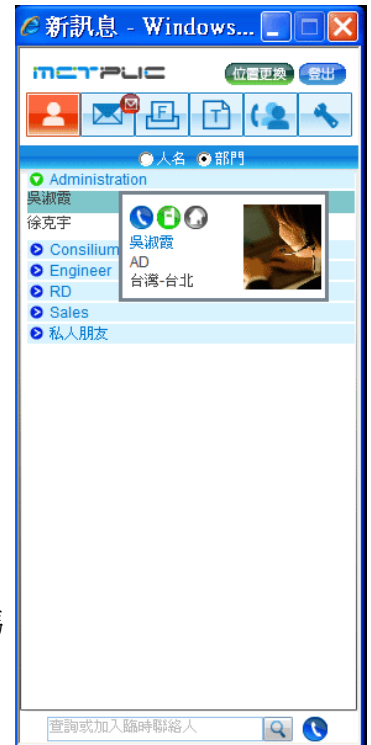 新訊息 - Windows...
MCTPLIC
位置更換 登出
F T
人名 部門
Administration
吳淑霞
徐克宇
吳淑霞
AD
台灣-台北
Consilium
Engineer
RD
Sales
私人朋友
查詢或加入臨時聯絡人